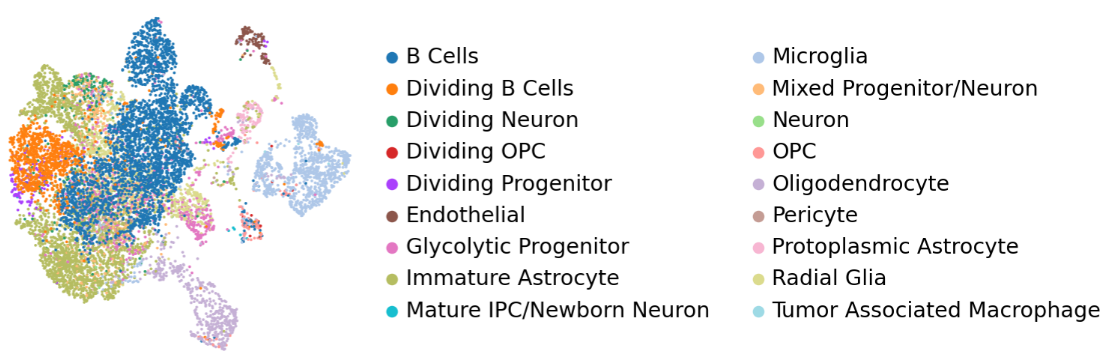 B Cells
Dividing B Cells
Dividing Neuron
Dividing OPC
Dividing Progenitor
Endothelial
Glycolytic Progenitor
Immature Astrocyte
Mature IPC/Newborn Neuron
Microglia
Mixed Progenitor/Neuron
Neuron
OPC
Oligodendrocyte
Pericyte
Protoplasmic Astrocyte
Radial Glia
Tumor Associated Macrophage